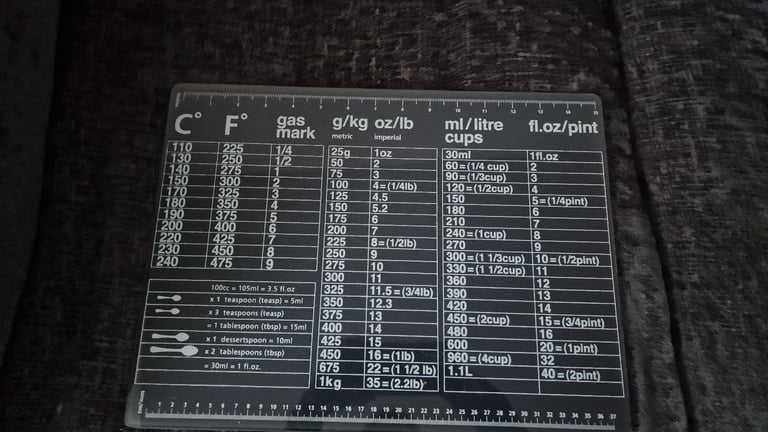 C° F° gas mark
110 225 1/4
130 250 1/2
140 275 1
150 300 2
170 325 3
180 350 4
190 375 5
200 400 6
220 425 7
230 450 8
240 475 9
100cc = 105ml = 3.5 fl.oz
x 1 teaspoon (teasp) = 5ml
x 3 teaspoons (teasp)
= 1 tablespoon (tbsp) = 15ml
x 1 dessertspoon = 10ml
x 2 tablespoons (tbsp)
= 30ml = 1 fl.oz.
g/kg oz/lb
metric imperial
25g 1oz
50 2
75 3
100 4=(1/4lb)
125 4.5
150 5.2
175 6
200 7
225 8=(1/2lb)
250 9
275 10
300 11
325 11.5=(3/4lb)
350 12.3
375 13
400 14
425 15
450 16=(1lb)
675 22=(1 1/2 lb)
1kg 35=(2.2lb)
ml/litre cups fl.oz/pint
30ml 1fl.oz
60=(1/4 cup) 2
90=(1/3cup) 3
120=(1/2cup) 4
150 5=(1/4pint)
180 6
210 7
240=(1cup) 8
270 9
300=(1 1/3cup) 10=(1/2pint)
330=(1 1/2cup) 11
360 12
390 13
420 14
450=(2cup) 15=(3/4pint)
480 16
600 20=(1pint)
960=(4cup) 32
1.1L 40=(2pint)
1 2 3 4 5 6 7 8 9 10 11 12 13 14 15 16 17 18 19 20 21 22 23 24 25 26 27 28 29 30 31 32 33 34 35 36 37